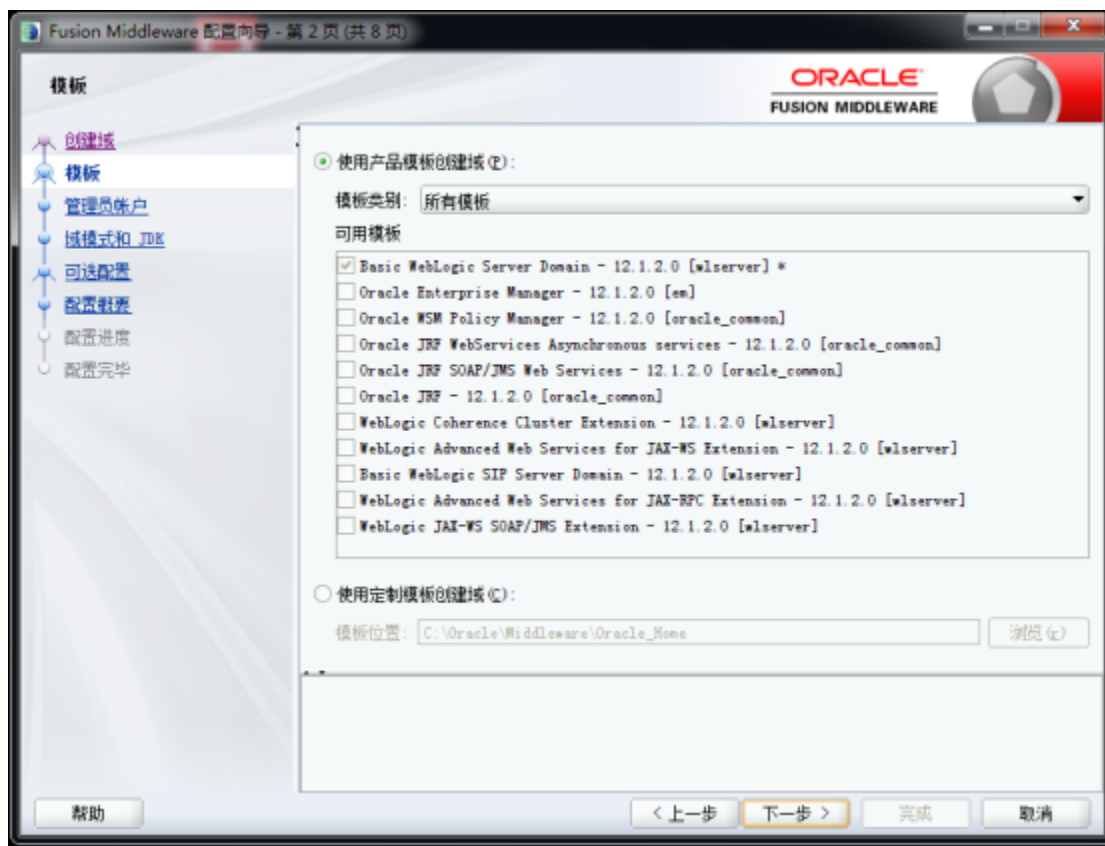 Fusion Middleware 配置向导 - 第 2 页 (共 8 页)
模板
ORACLE
FUSION MIDDLEWARE
创建域
模板
管理员帐户
域模式和 JDK
可选配置
配置概要
配置进度
配置完毕
使用产品模板创建域(P):
模板类别: 所有模板
可用模板
Basic WebLogic Server Domain - 12.1.2.0 [wlserver] *
Oracle Enterprise Manager - 12.1.2.0 [em]
Oracle WSM Policy Manager - 12.1.2.0 [oracle_common]
Oracle JRF WebServices Asynchronous services - 12.1.2.0 [oracle_common]
Oracle JRF SOAP/JMS Web Services - 12.1.2.0 [oracle_common]
Oracle JRF - 12.1.2.0 [oracle_common]
WebLogic Coherence Cluster Extension - 12.1.2.0 [wlserver]
WebLogic Advanced Web Services for JAX-WS Extension - 12.1.2.0 [wlserver]
Basic WebLogic SIP Server Domain - 12.1.2.0 [wlserver]
WebLogic Advanced Web Services for JAX-RPC Extension - 12.1.2.0 [wlserver]
WebLogic JAX-WS SOAP/JMS Extension - 12.1.2.0 [wlserver]
使用定制模板创建域(C):
模板位置: C:\Oracle\Middleware\Oracle_Home 浏览(r)
帮助 < 上一步 下一步 > 完成 取消